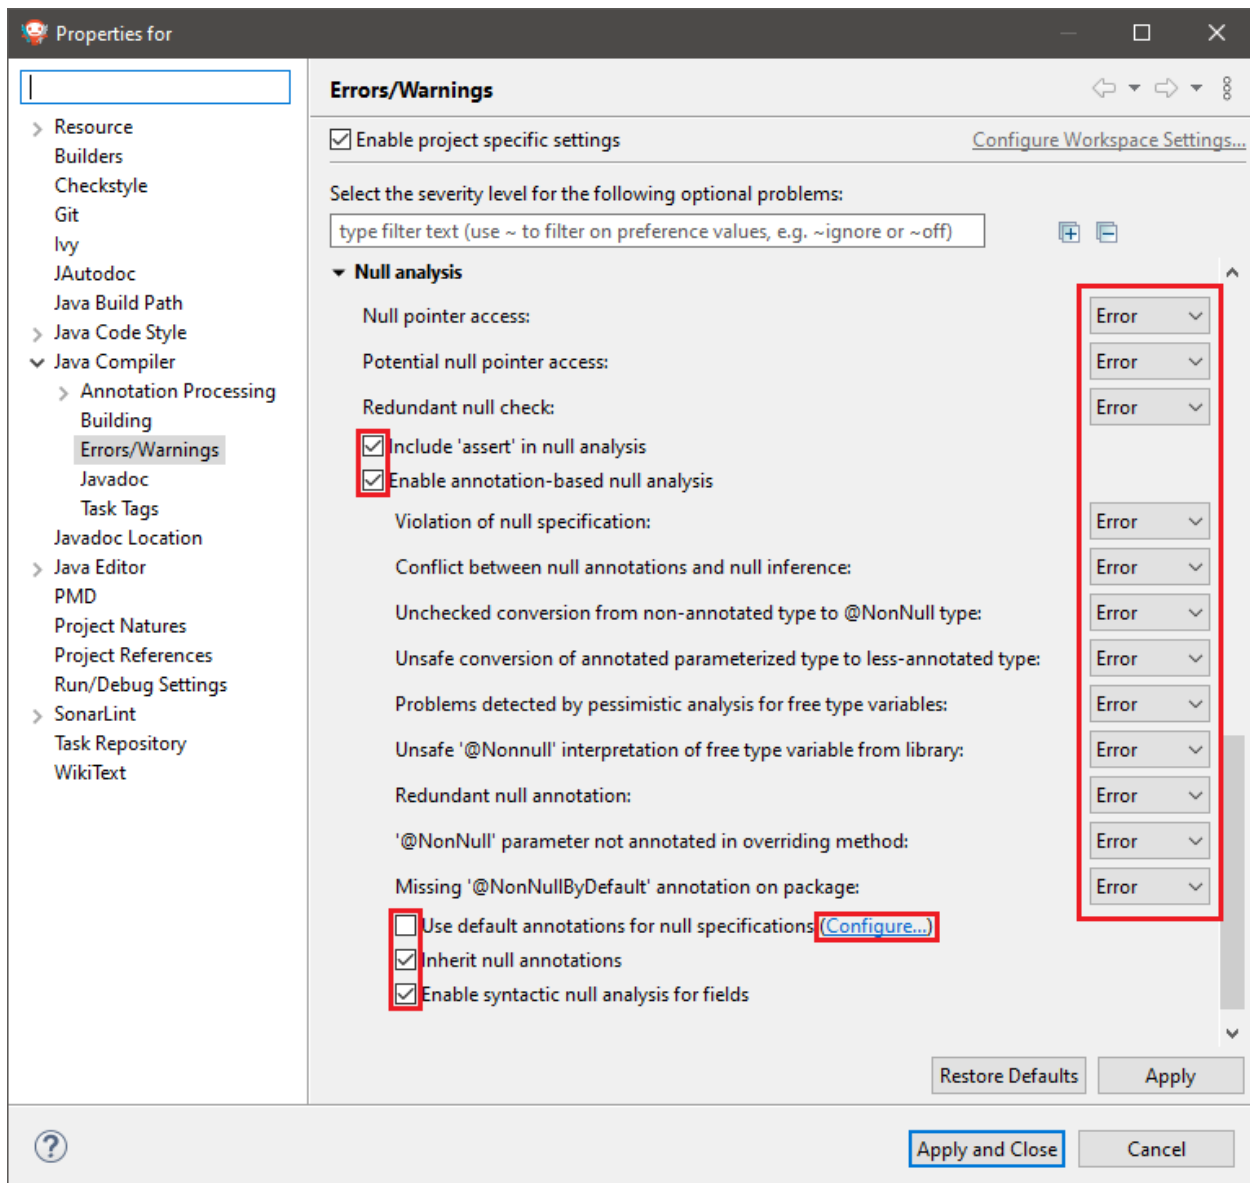 Properties for
Errors/Warnings
Resource
Builders
Checkstyle
Git
Ivy
JAutodoc
Java Build Path
Java Code Style
Java Compiler
Annotation Processing
Building
Errors/Warnings
Javadoc
Task Tags
Javadoc Location
Java Editor
PMD
Project Natures
Project References
Run/Debug Settings
SonarLint
Task Repository
WikiText
Enable project specific settings
Configure Workspace Settings...
Select the severity level for the following optional problems:
type filter text (use ~ to filter on preference values, e.g. ~ignore or ~off)
Null analysis
Null pointer access: Error
Potential null pointer access: Error
Redundant null check: Error
Include 'assert' in null analysis
Enable annotation-based null analysis
Violation of null specification: Error
Conflict between null annotations and null inference: Error
Unchecked conversion from non-annotated type to @NonNull type: Error
Unsafe conversion of annotated parameterized type to less-annotated type: Error
Problems detected by pessimistic analysis for free type variables: Error
Unsafe '@Nonnull' interpretation of free type variable from library: Error
Redundant null annotation: Error
'@NonNull' parameter not annotated in overriding method: Error
Missing '@NonNullByDefault' annotation on package: Error
Use default annotations for null specifications (Configure...)
Inherit null annotations
Enable syntactic null analysis for fields
Restore Defaults
Apply
Apply and Close
Cancel